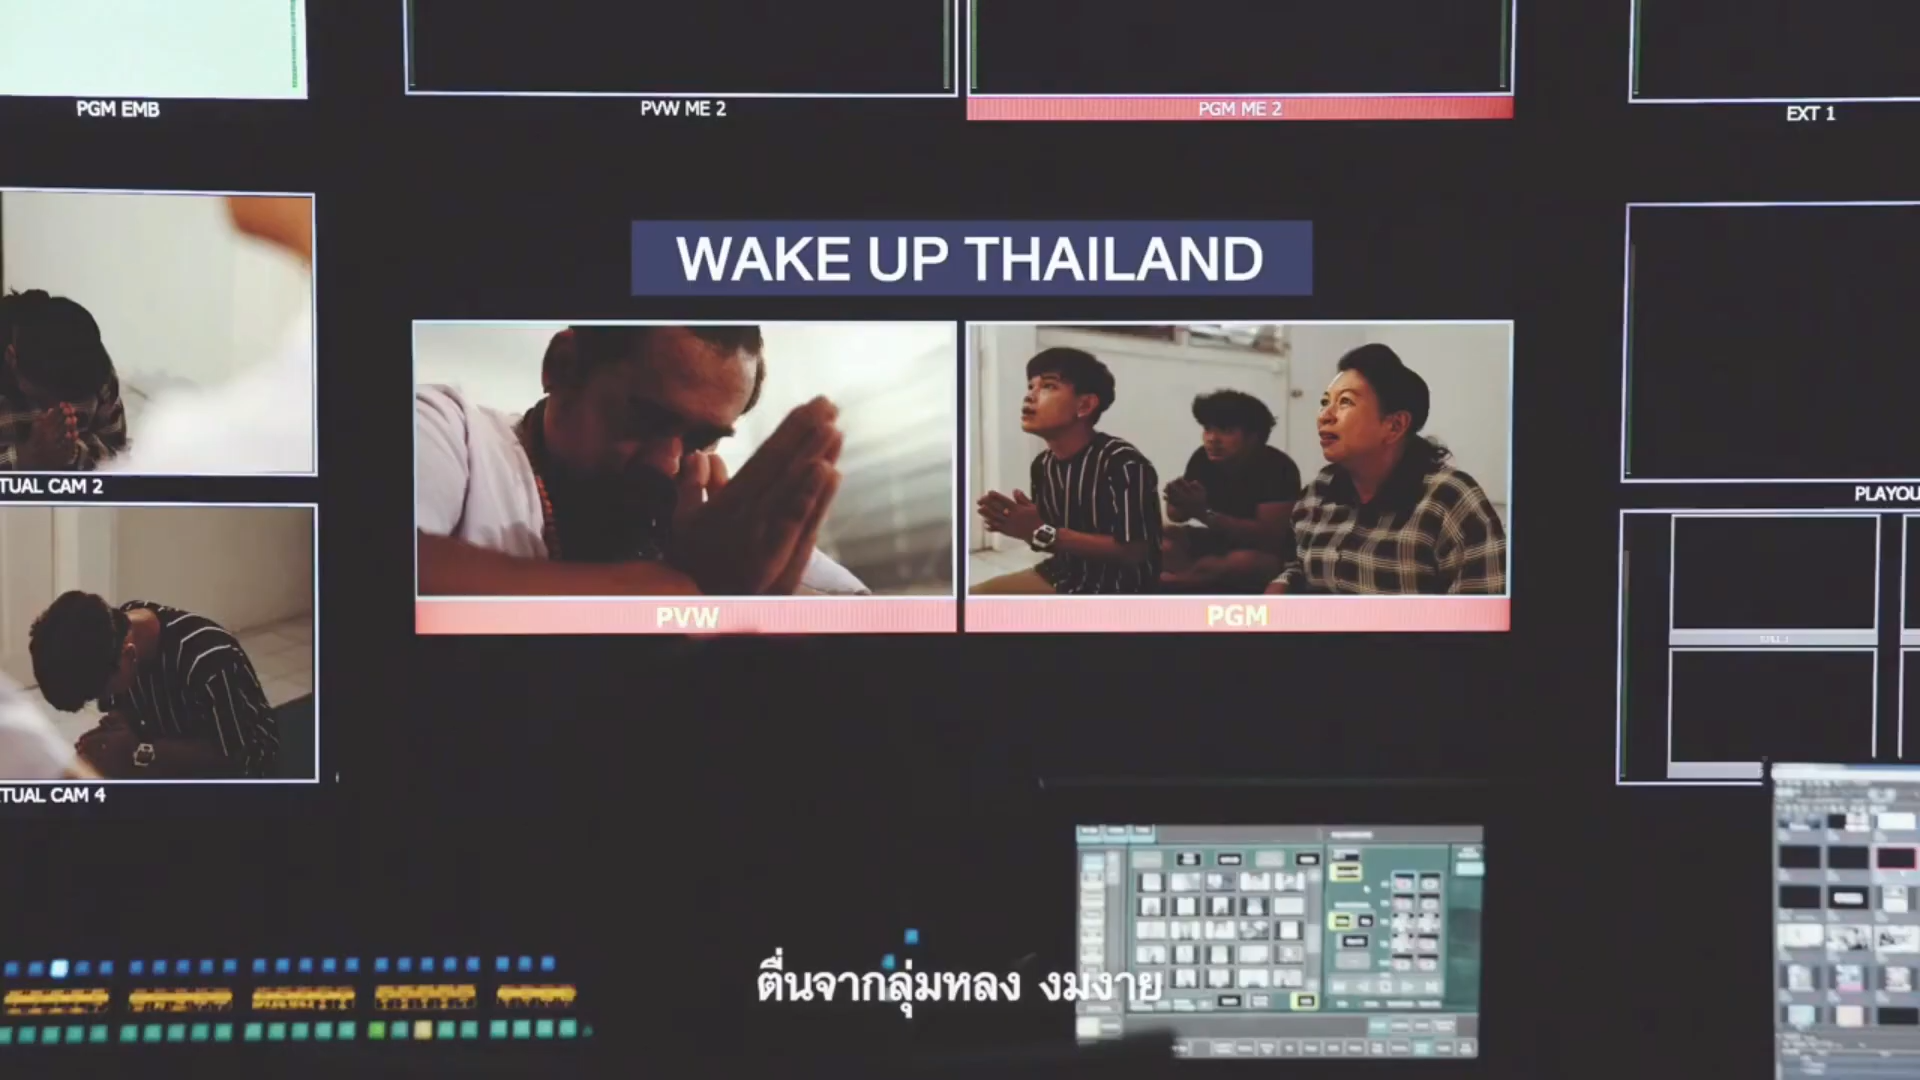 PGM EMB
PVW ME 2
PGM ME 2
EXT 1
WAKE UP THAILAND
TUAL CAM 2
PLAYOU
PVW
PGM
TUAL CAM 4
ตื่นจากลุ่มหลง งมงาย